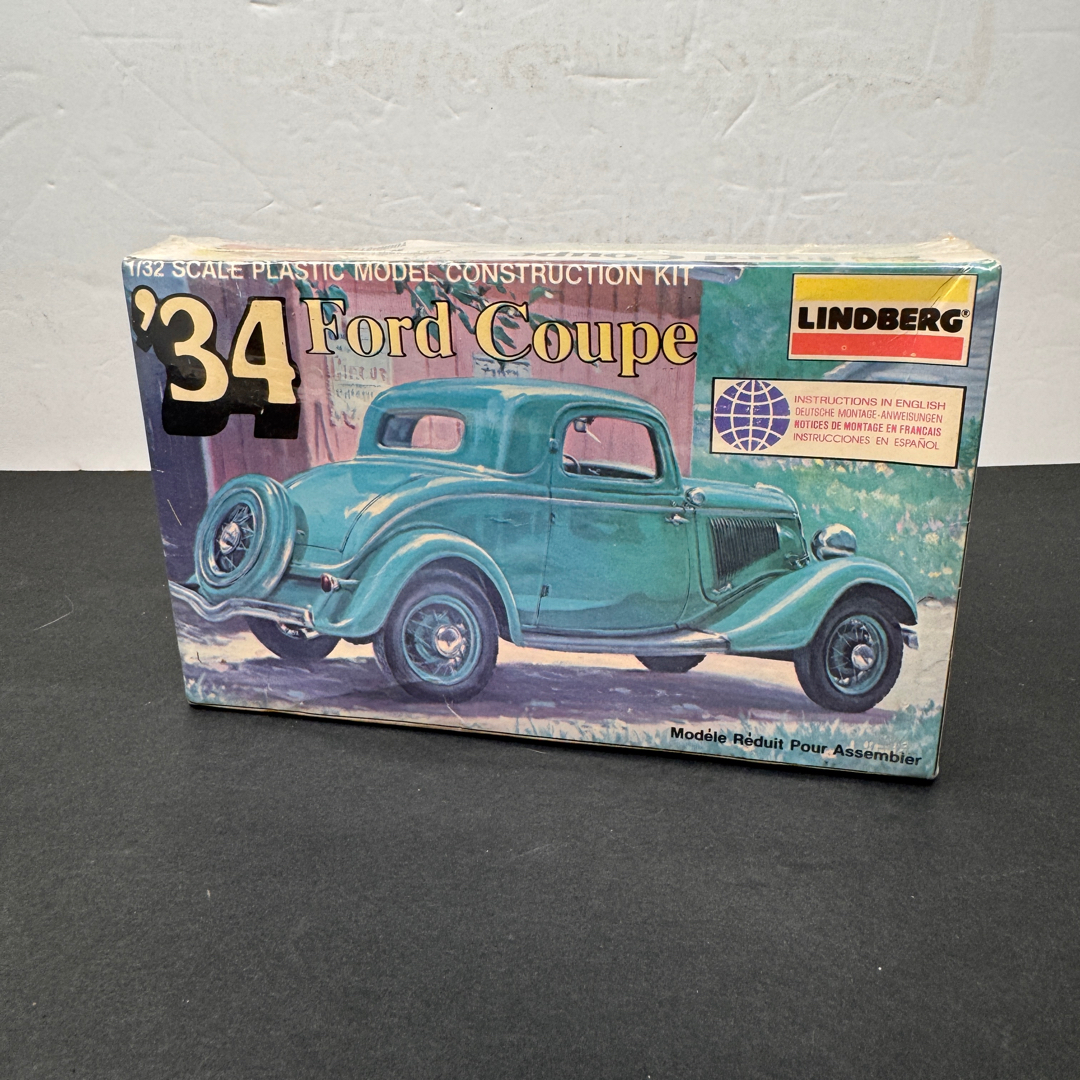 1/32 SCALE PLASTIC MODEL CONSTRUCTION KIT
'34 Ford Coupe
LINDBERG®
INSTRUCTIONS IN ENGLISH
DEUTSCHE MONTAGE-ANWEISUNGEN
NOTICES DE MONTAGE EN FRANCAIS
INSTRUCCIONES EN ESPAÑOL
Modéle Réduit Pour Assembler